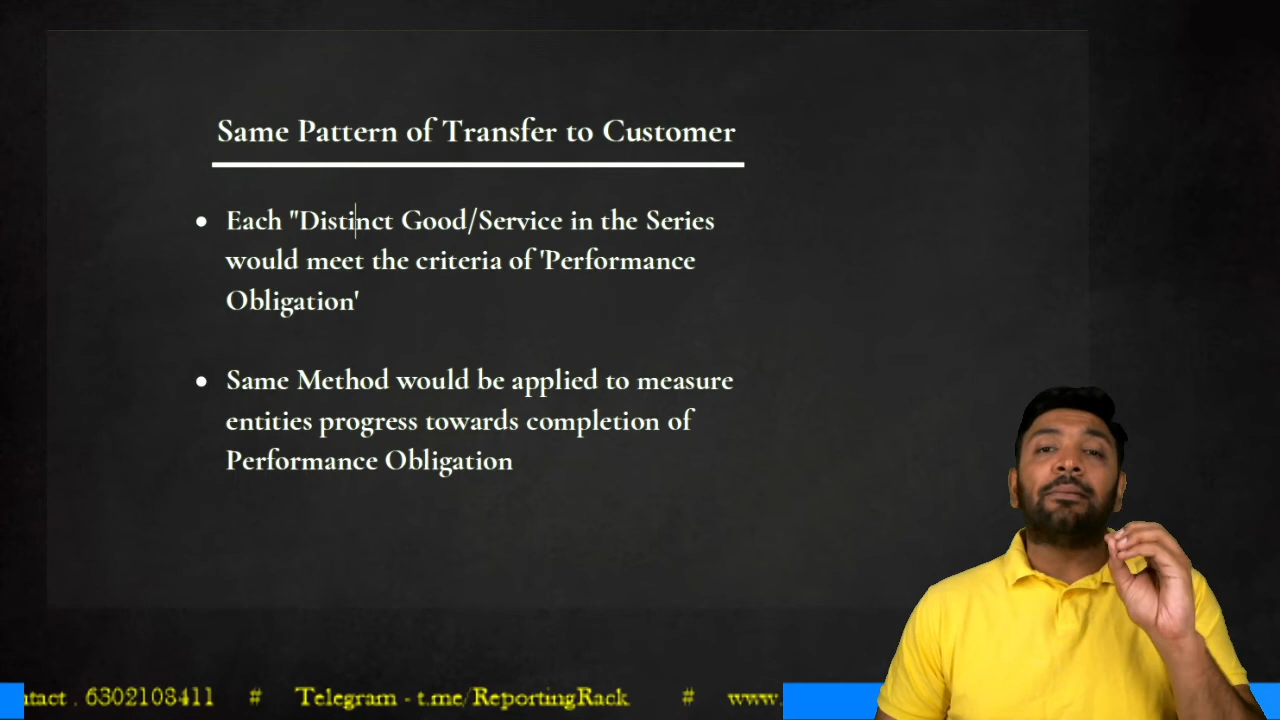 Same Pattern of Transfer to Customer
Each "Distinct Good/Service in the Series
would meet the criteria of 'Performance
Obligation'
Same Method would be applied to measure
entities progress towards completion of
Performance Obligation
ntact . 6302108411 # Telegram - t.me/ReportingRack # www.